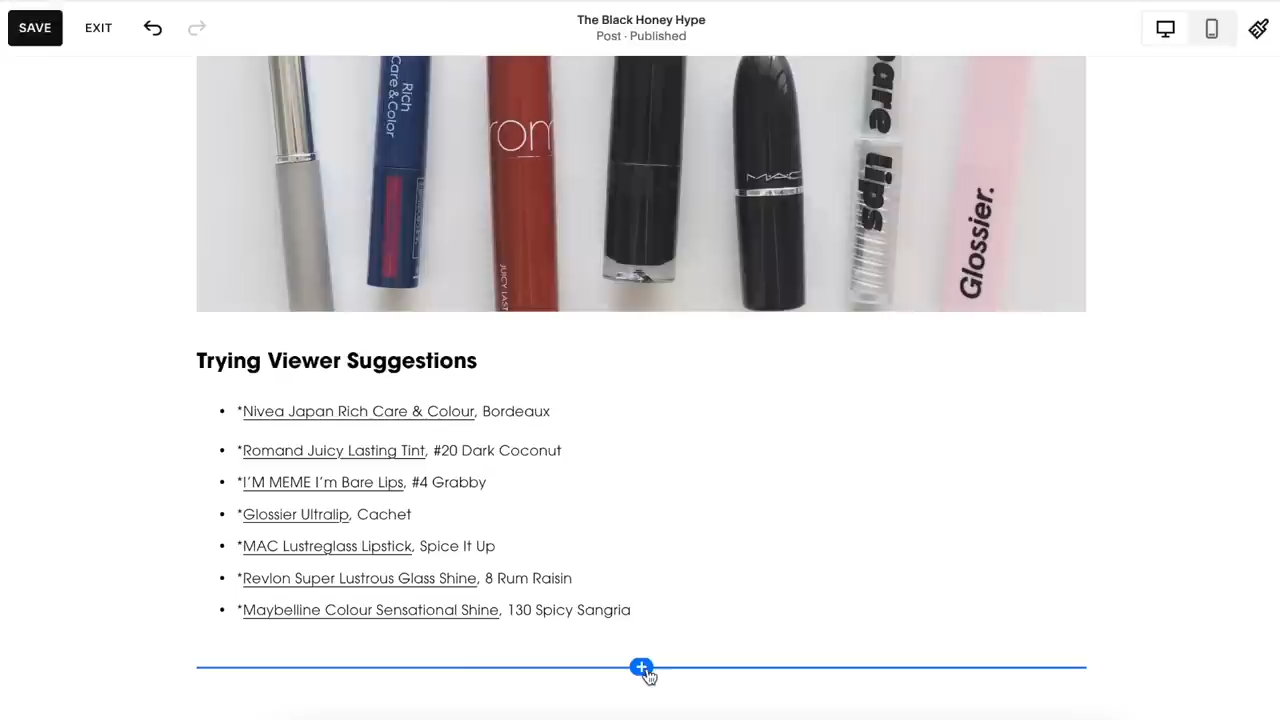 SAVE
EXIT
The Black Honey Hype
Post · Published
Rich
Care & Color
rom
JUICY LAST
MAC
bare lips
Glossier.
Trying Viewer Suggestions
• *Nivea Japan Rich Care & Colour, Bordeaux
• *Romand Juicy Lasting Tint, #20 Dark Coconut
• *I'M MEME I'm Bare Lips, #4 Grabby
• *Glossier Ultralip, Cachet
• *MAC Lustreglass Lipstick, Spice It Up
• *Revlon Super Lustrous Glass Shine, 8 Rum Raisin
• *Maybelline Colour Sensational Shine, 130 Spicy Sangria